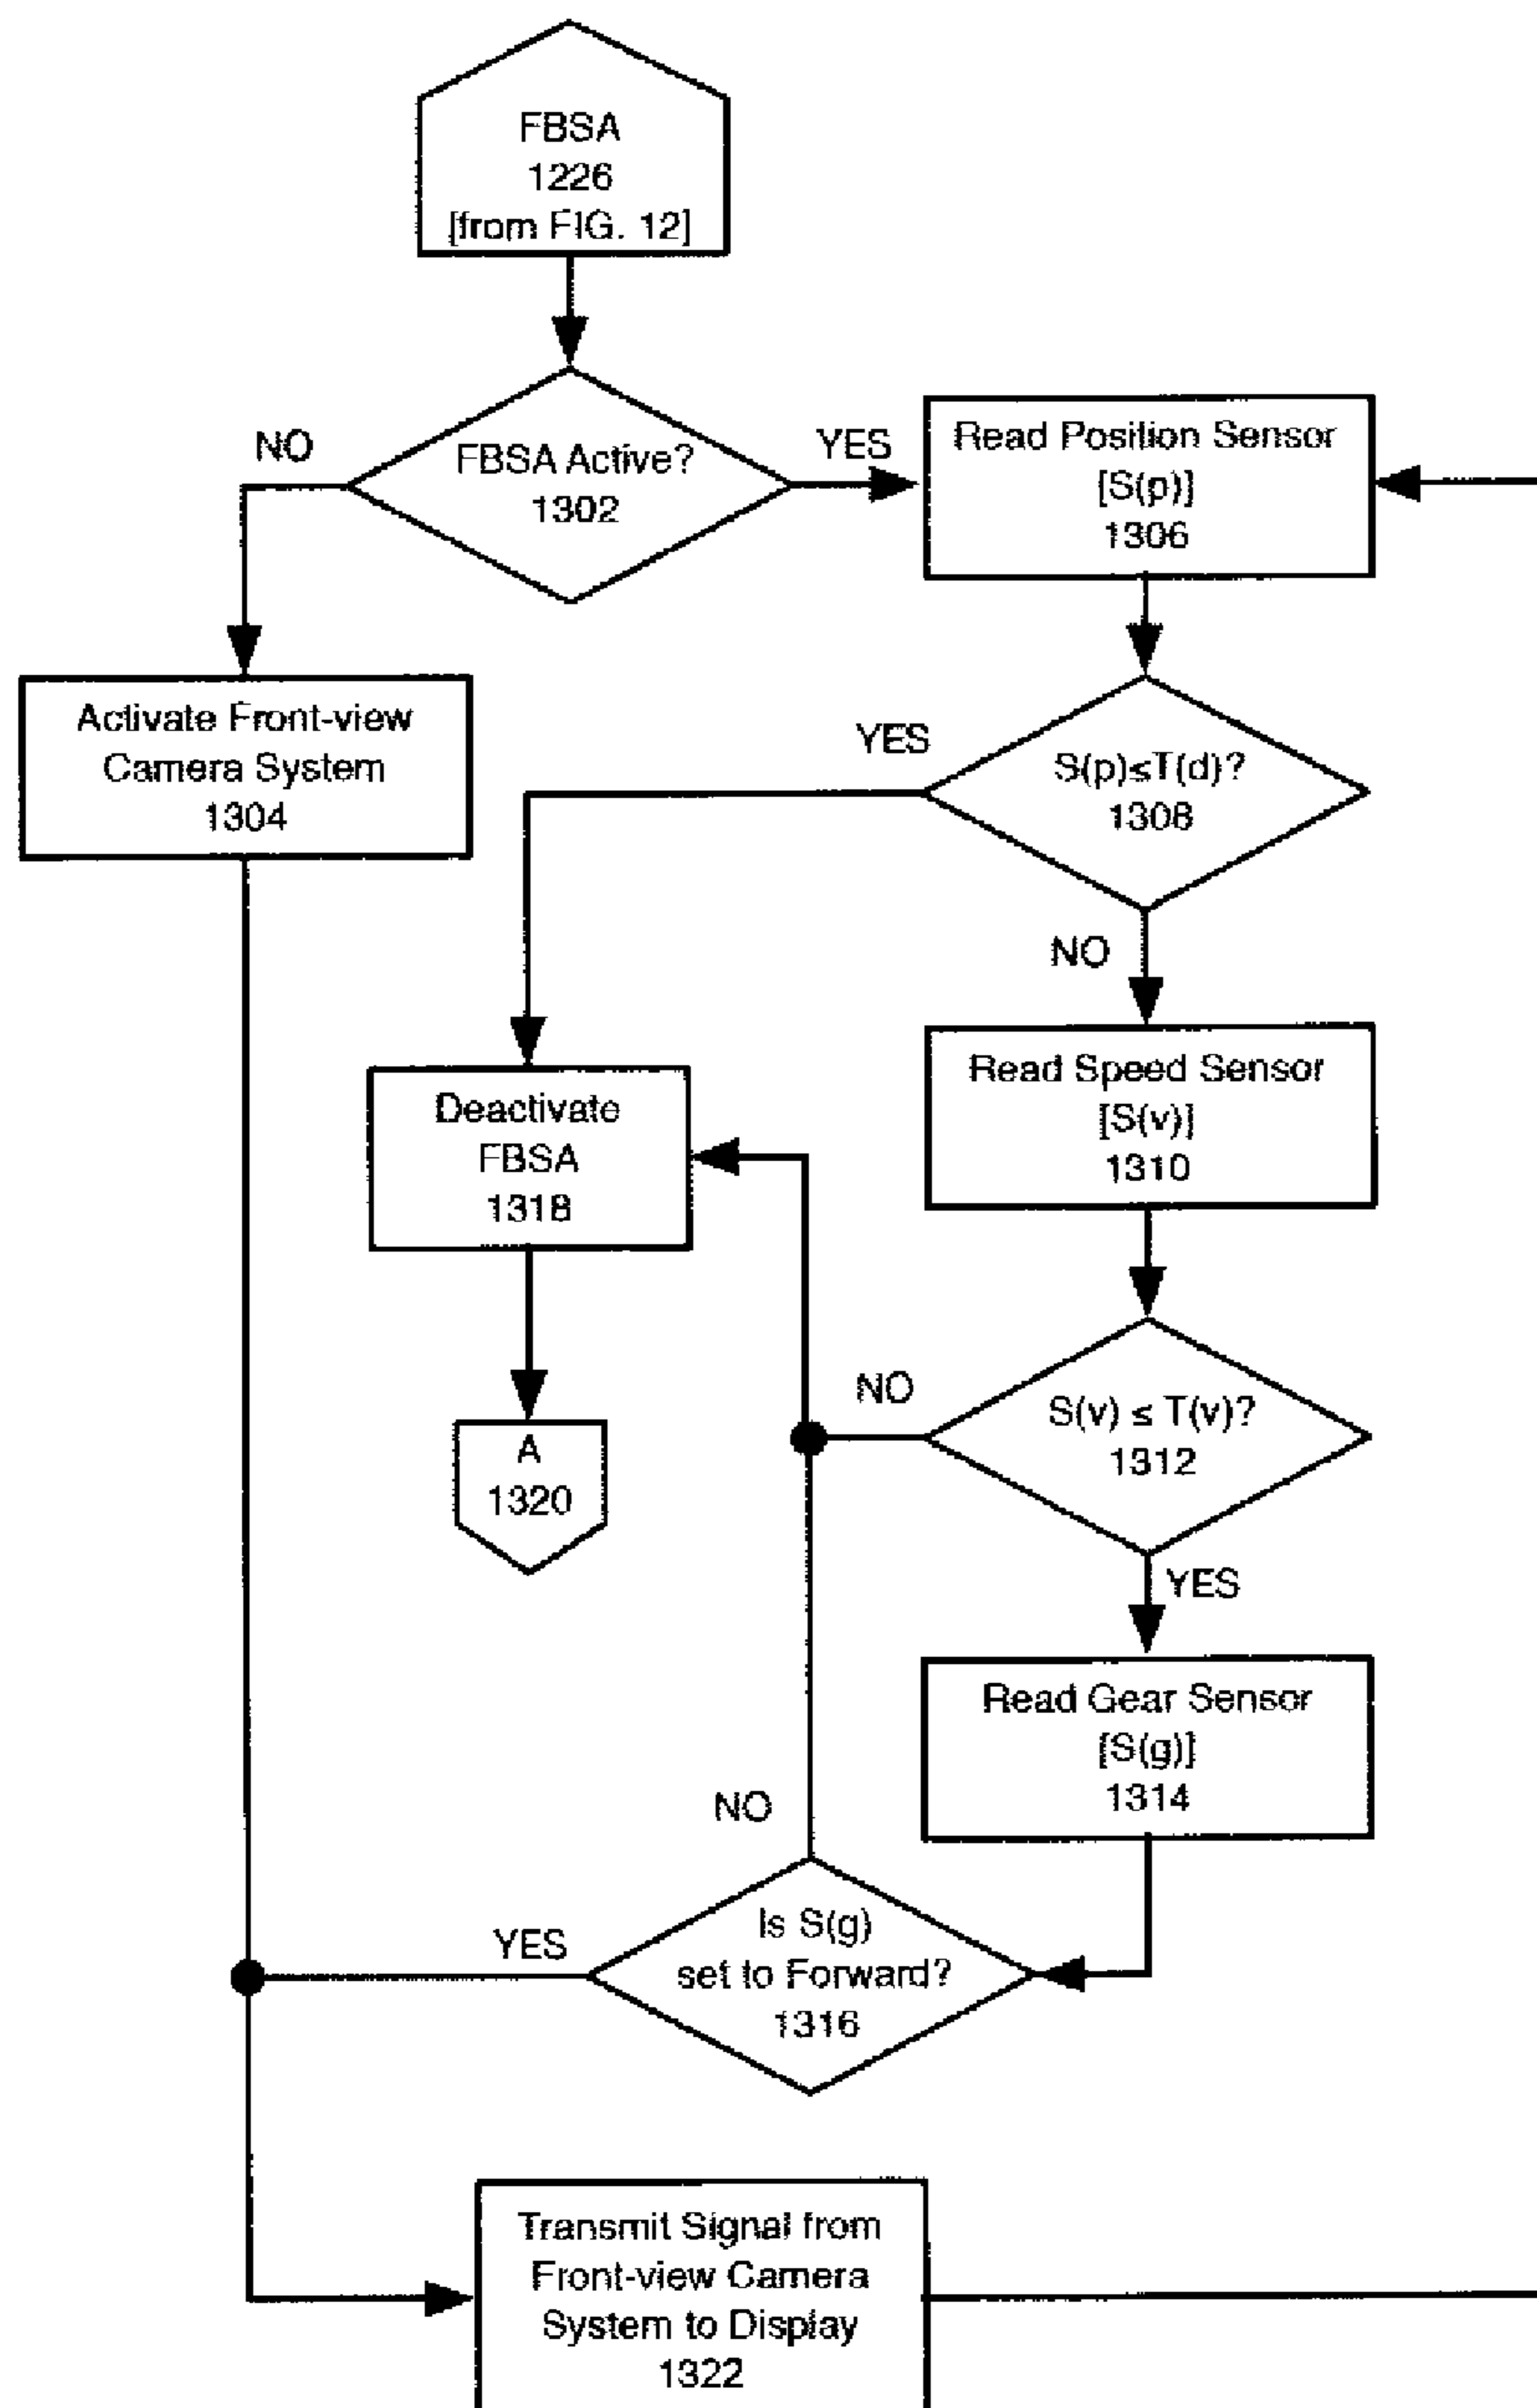 FBSA
1226
[from FIG. 12]
NO
FBSA Active?
1302
YES
Read Position Sensor
[S(p)]
1306
Activate Front-view
Camera System
1304
YES
S(p)≤T(d)?
1308
NO
Read Speed Sensor
[S(v)]
1310
Deactivate
FBSA
1318
NO
S(v) ≤ T(v)?
1312
A
1320
YES
Read Gear Sensor
[S(g)]
1314
NO
YES
Is S(g)
set to Forward?
1316
Transmit Signal from
Front-view Camera
System to Display
1322